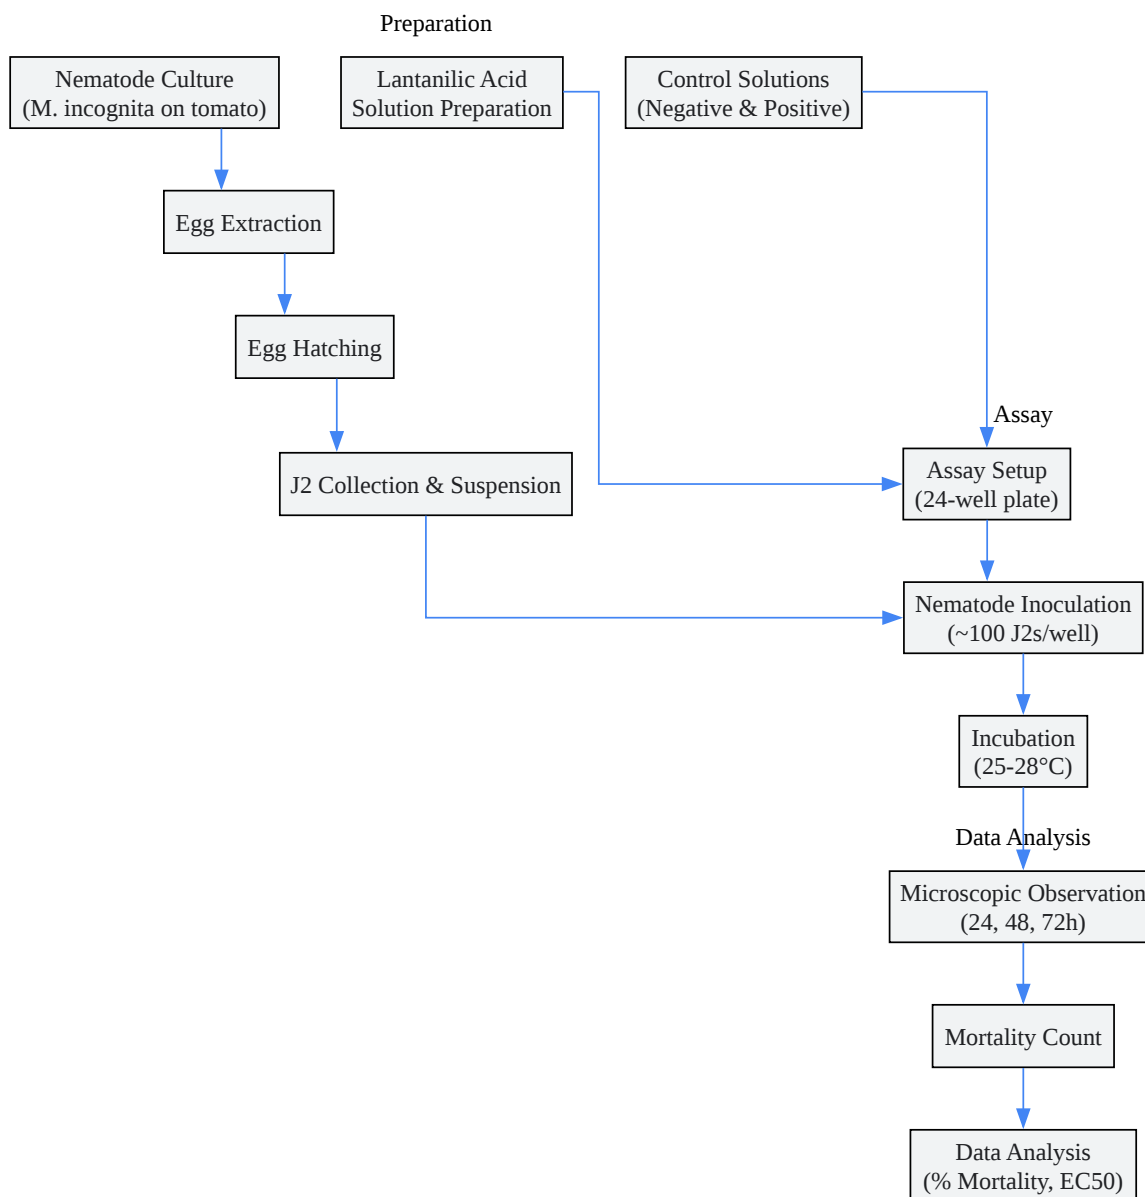 Preparation
Nematode Culture
(M. incognita on tomato)
Lantanilic Acid
Solution Preparation
Control Solutions
(Negative & Positive)
Egg Extraction
Egg Hatching
J2 Collection & Suspension
Assay
Assay Setup
(24-well plate)
Nematode Inoculation
(~100 J2s/well)
Incubation
(25-28°C)
Data Analysis
Microscopic Observation
(24, 48, 72h)
Mortality Count
Data Analysis
(% Mortality, EC50)